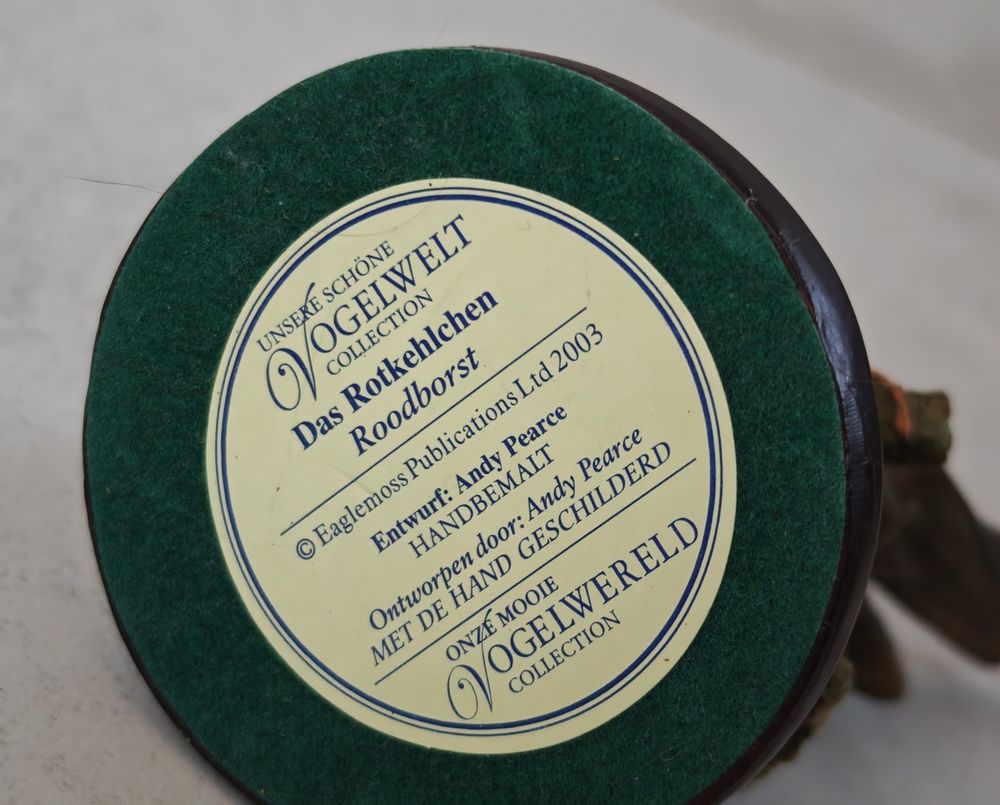 UNSERE SCHÖNE
VOGELWELT
COLLECTION
Das Rotkehlchen
Roodborst
© Eaglemoss Publications Ltd 2003
Entwurf: Andy Pearce
HANDBEMALT
Ontworpen door: Andy Pearce
MET DE HAND GESCHILDERD
ONZE MOOIE
VOGELWERELD
COLLECTION